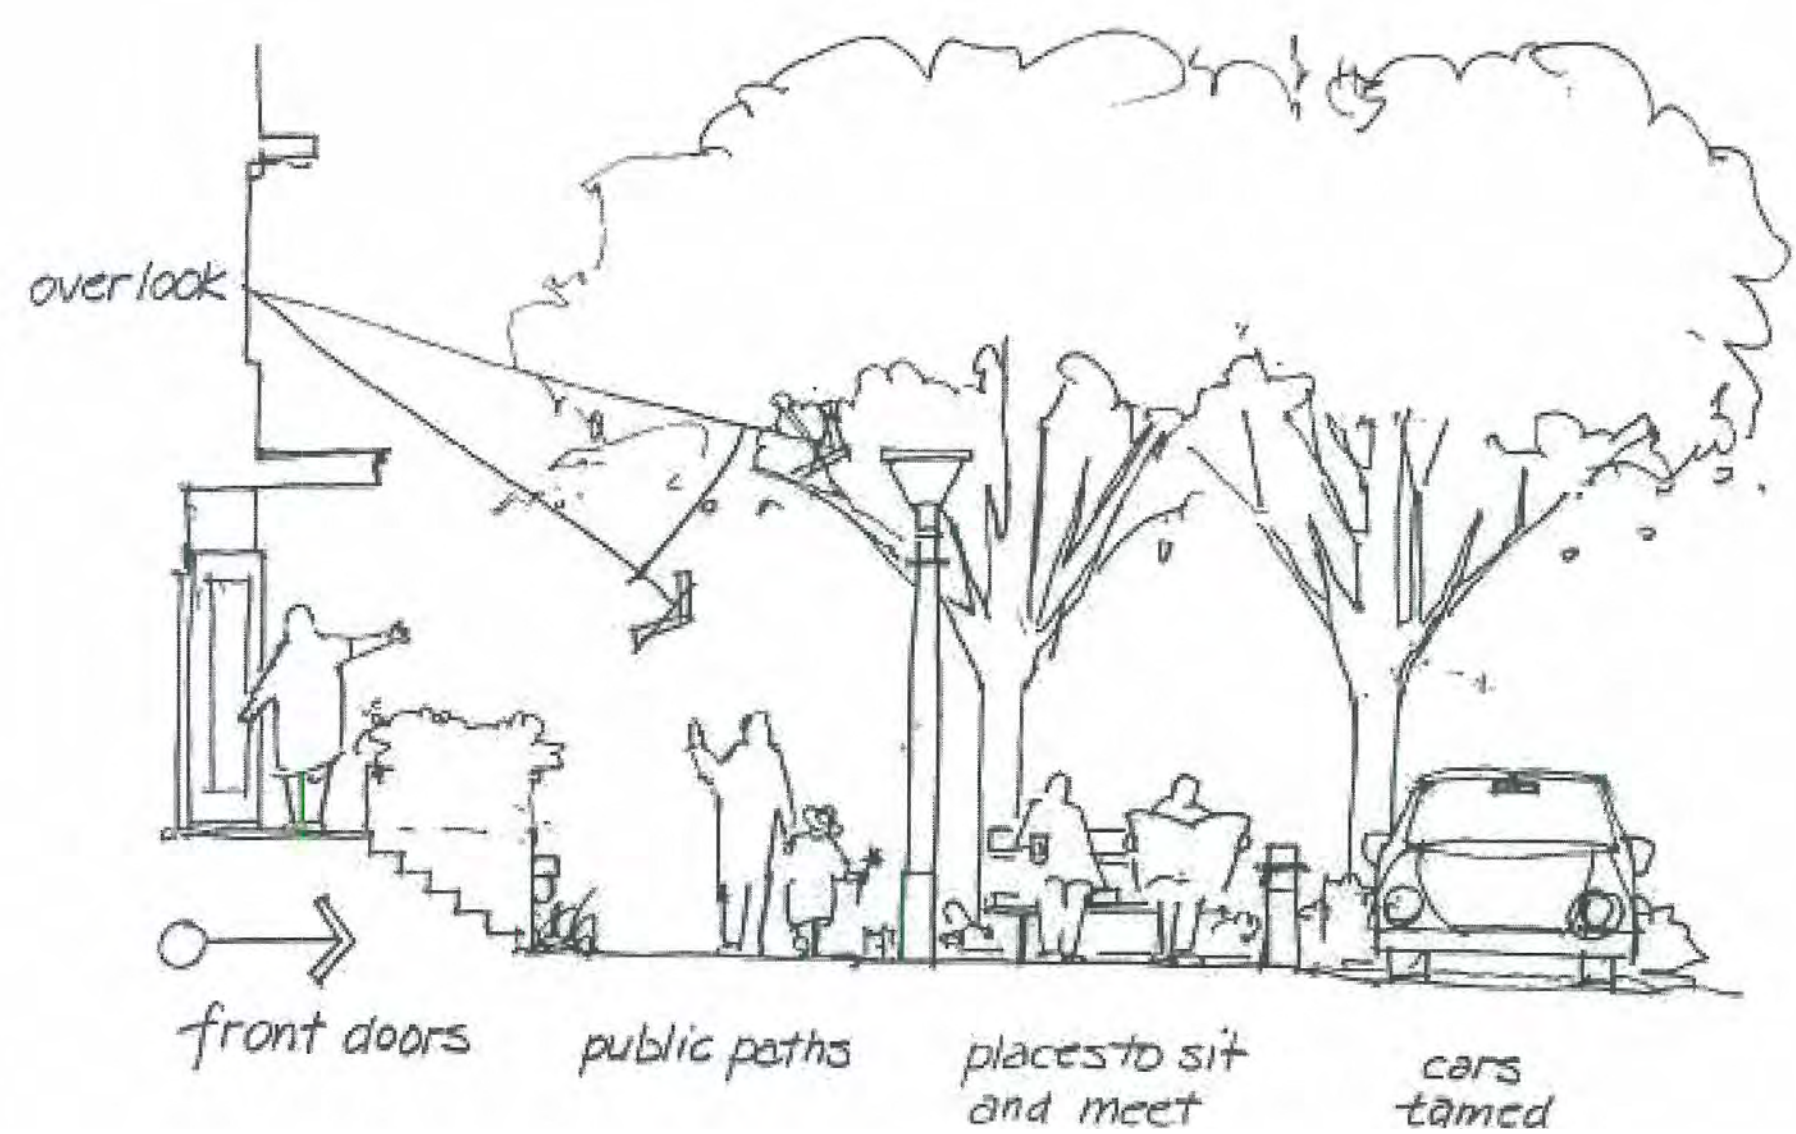 overlook
front doors
public paths
places to sit
and meet
cars
tamed